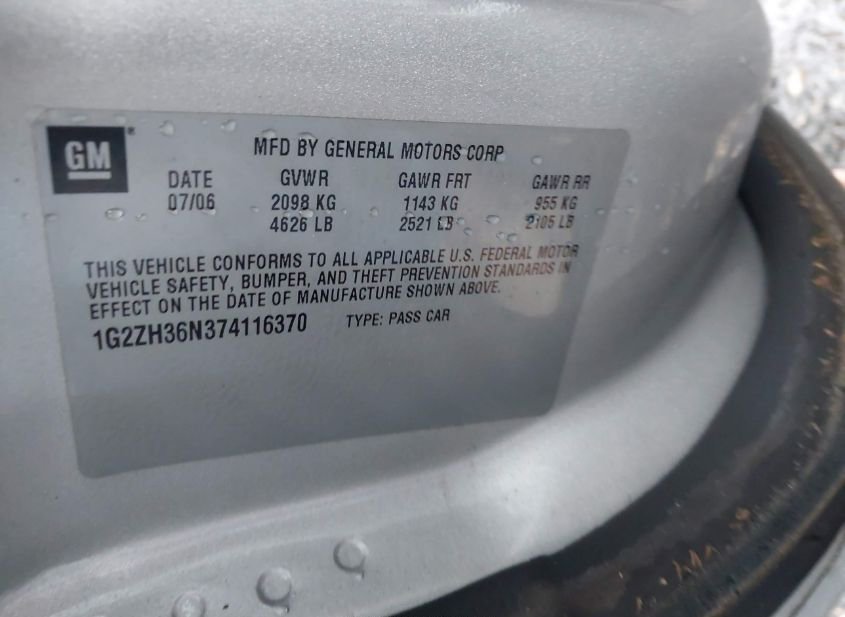 GM®
MFD BY GENERAL MOTORS CORP
DATE GVWR GAWR FRT GAWR RR
07/06 2098 KG 1143 KG 955 KG
4626 LB 2521 LB 2105 LB
THIS VEHICLE CONFORMS TO ALL APPLICABLE U.S. FEDERAL MOTOR
VEHICLE SAFETY, BUMPER, AND THEFT PREVENTION STANDARDS IN
EFFECT ON THE DATE OF MANUFACTURE SHOWN ABOVE.
1G2ZH36N374116370 TYPE: PASS CAR